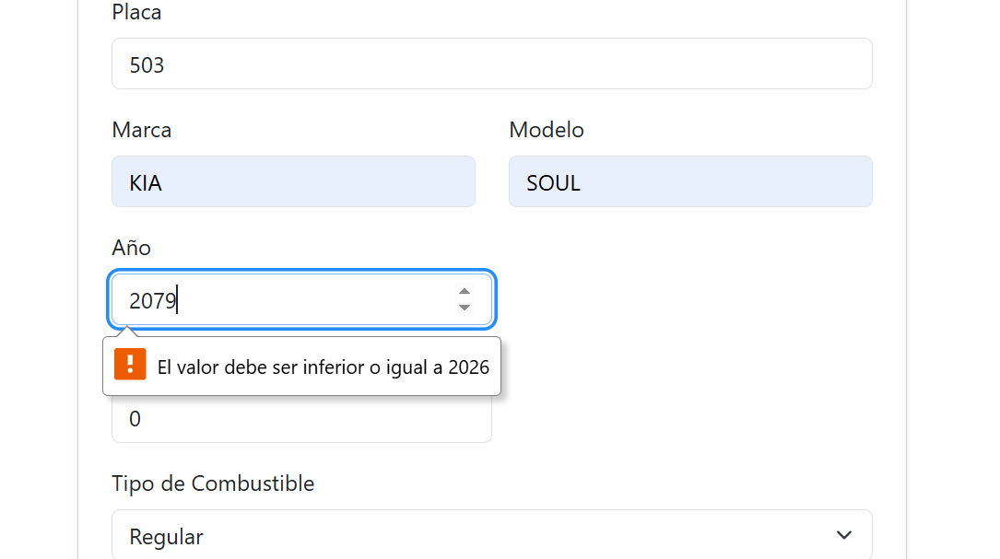 Placa
503
Marca
Modelo
KIA
SOUL
Año
2079
El valor debe ser inferior o igual a 2026
0
Tipo de Combustible
Regular